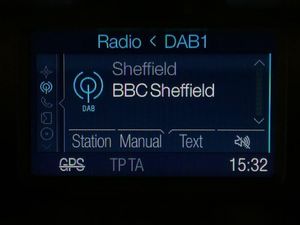 Radio < DAB1
Sheffield
BBC Sheffield
DAB
Station Manual Text
GPS TP TA 15:32